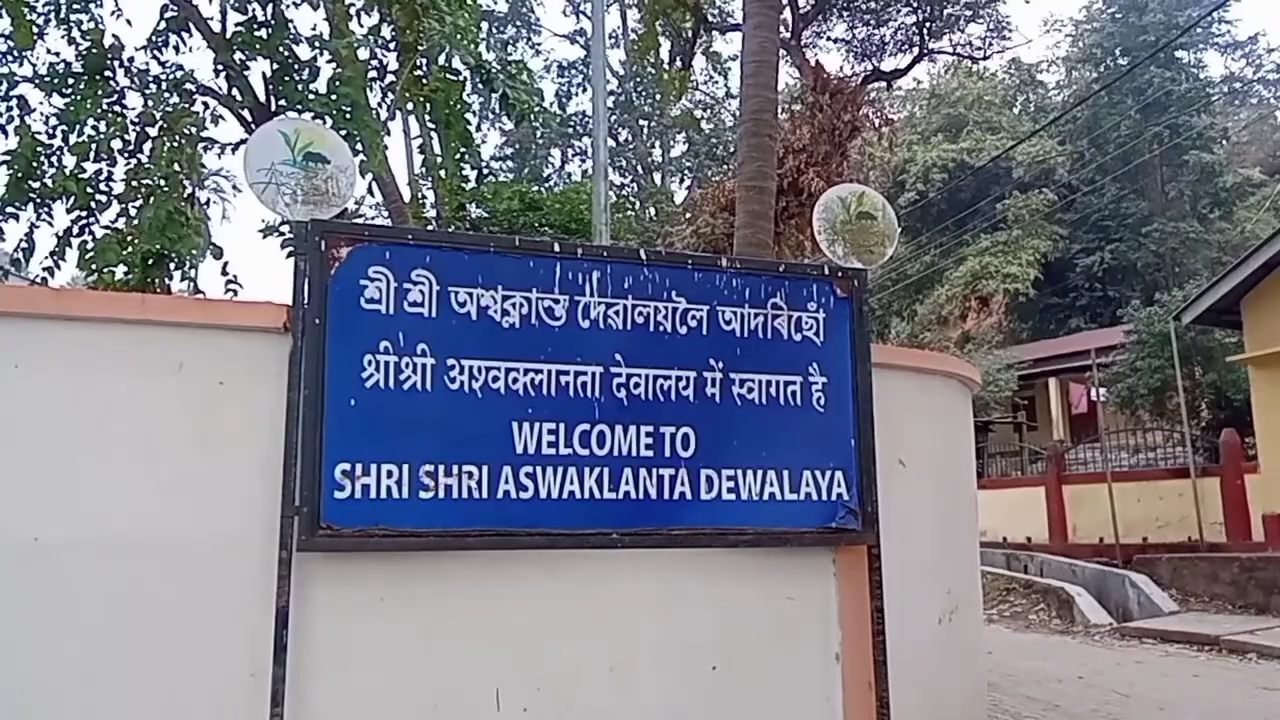 শ্ৰী শ্ৰী অশ্বক্লান্ত দেৱালয়লৈ আদৰিছোঁ
श्रीश्री अश्वक्लानता देवालय में स्वागत है
WELCOME TO
SHRI SHRI ASWAKLANTA DEWALAYA